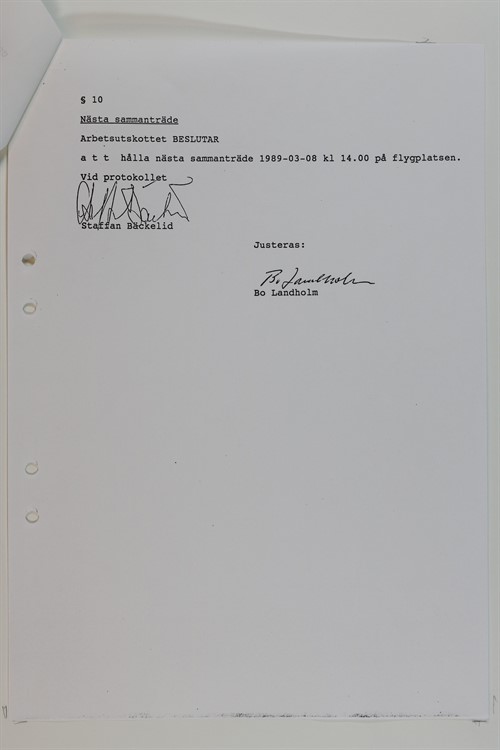 § 10
Nästa sammanträde
Arbetsutskottet BESLUTAR
a t t hålla nästa sammanträde 1989-03-08 kl 14.00 på flygplatsen.
Vid protokollet
Staffan Bäckelid
Justeras:
Bo Landholm
Bo Landholm